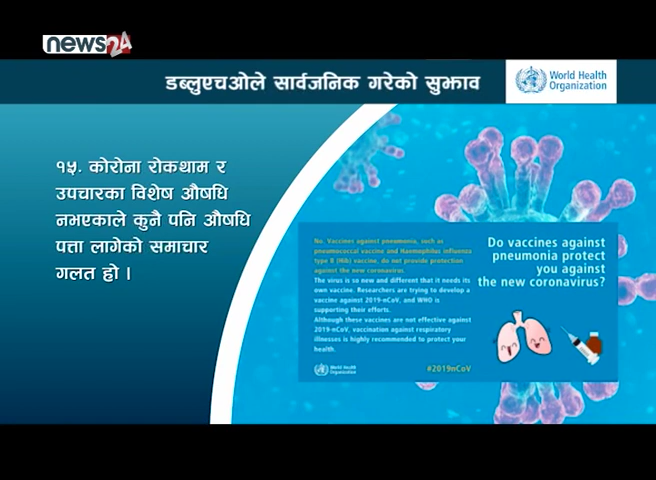 news24
डब्लुएचओले सार्वजनिक गरेको सुझाव
World Health
Organization
१५. कोरोना रोकथाम र
उपचारका विशेष औषधि
नभएकाले कुनै पनि औषधि
पत्ता लागेको समाचार
गलत हो ।
No. Vaccines against pneumonia, such as
pneumococcal vaccine and Haemophilus influenza
type B (Hib) vaccine, do not provide protection
against the new coronavirus.
The virus is so new and different that it needs its
own vaccine. Researchers are trying to develop a
vaccine against 2019-nCoV, and WHO is
supporting their efforts.
Although these vaccines are not effective against
2019-nCoV, vaccination against respiratory
illnesses is highly recommended to protect your
health.
Do vaccines against
pneumonia protect
you against
the new coronavirus?
World Health
Organization
#2019nCoV